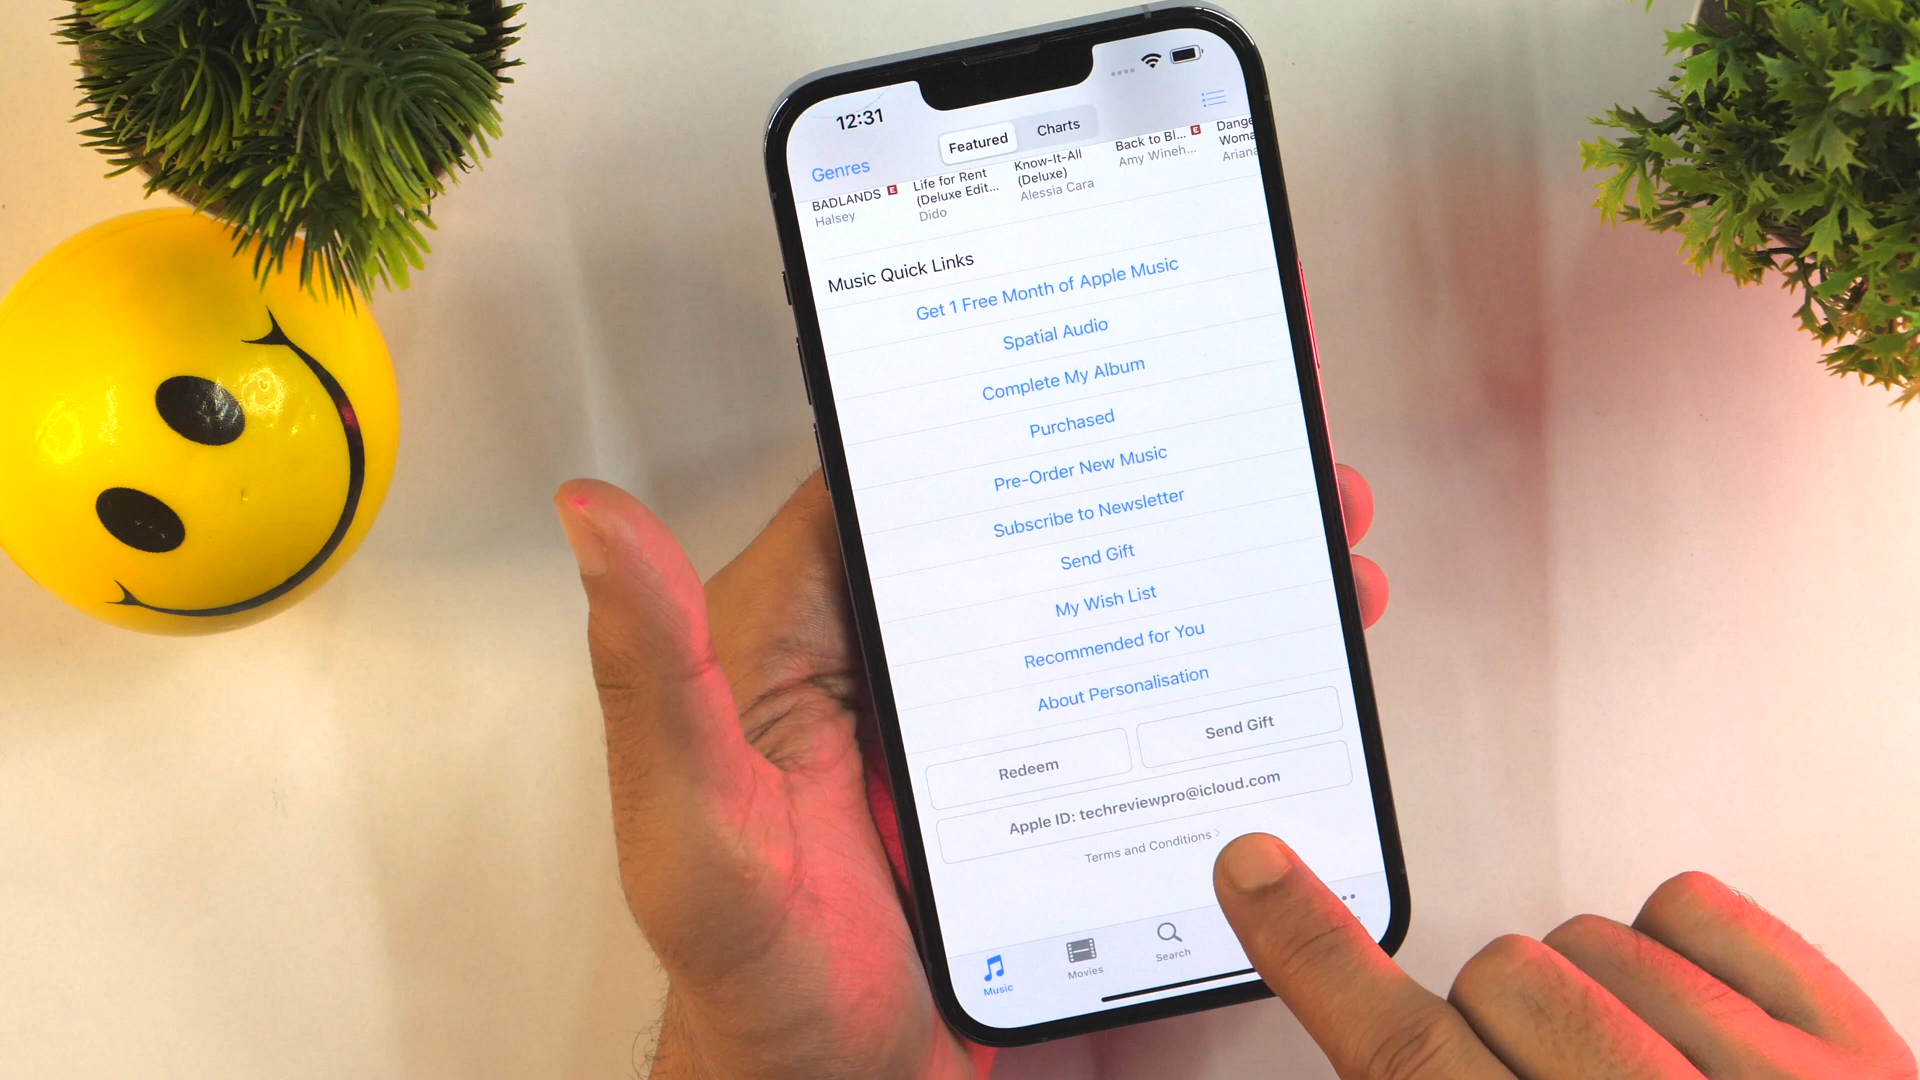 12:31
Genres
Featured
Charts
BADLANDS E
Halsey
Life for Rent
(Deluxe Edit...
Dido
Know-It-All
(Deluxe)
Alessia Cara
Back to Bl... E
Amy Wineh...
Dange
Woma
Ariana
Music Quick Links
Get 1 Free Month of Apple Music
Spatial Audio
Complete My Album
Purchased
Pre-Order New Music
Subscribe to Newsletter
Send Gift
My Wish List
Recommended for You
About Personalisation
Redeem
Send Gift
Apple ID: techreviewpro@icloud.com
Terms and Conditions >
Music
Movies
Search